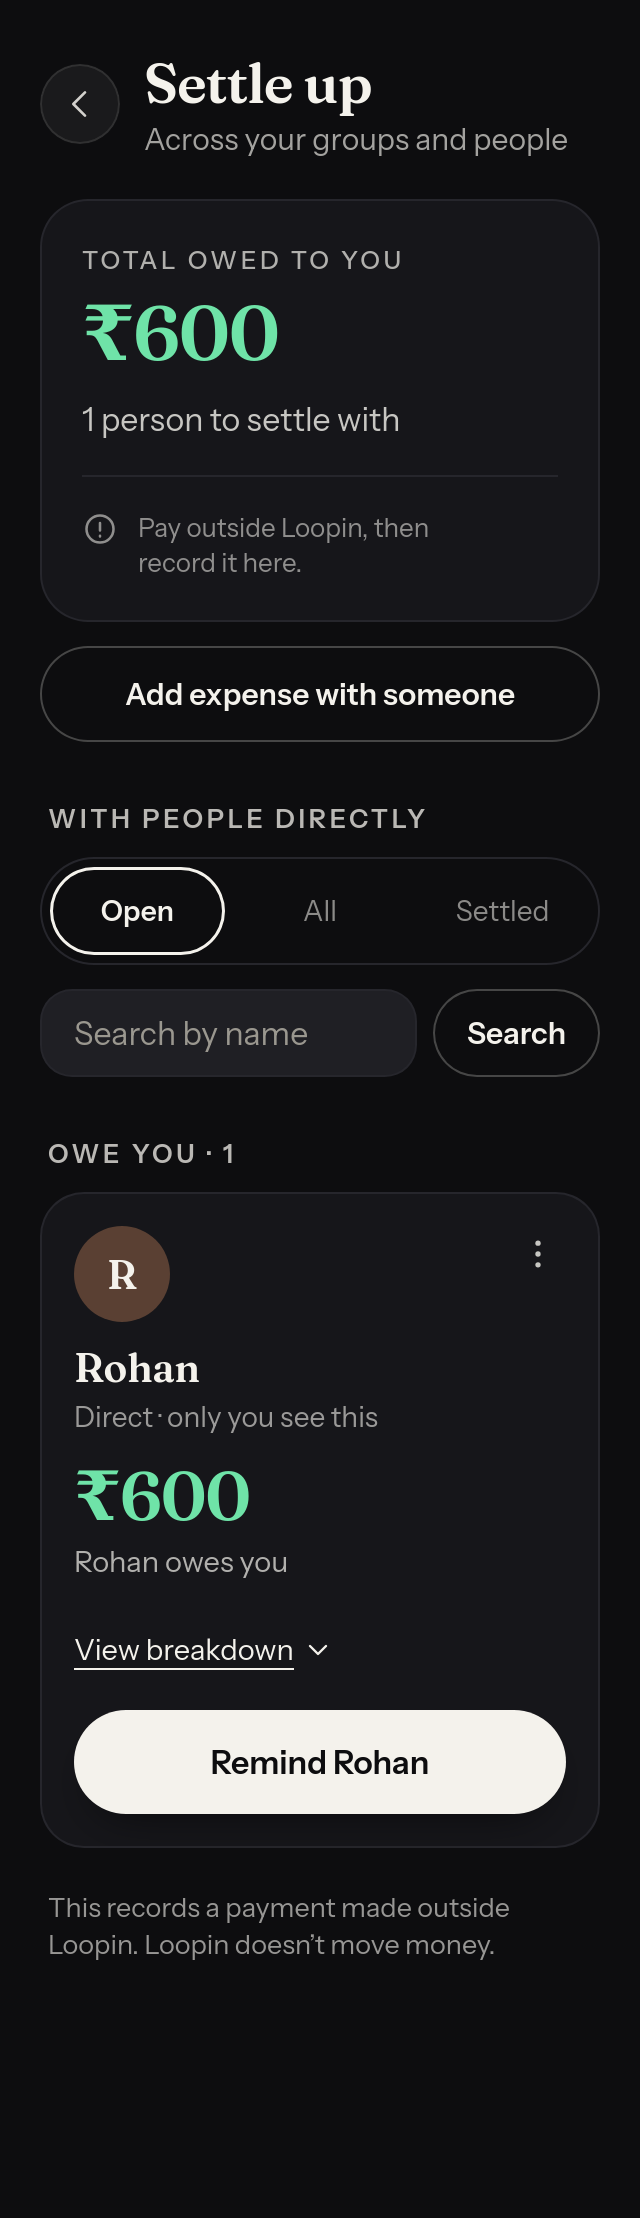 Settle up
Across your groups and people
TOTAL OWED TO YOU
₹600
1 person to settle with
Pay outside Loopin, then
record it here.
Add expense with someone
WITH PEOPLE DIRECTLY
Open All Settled
Search by name Search
OWE YOU · 1
R
Rohan
Direct · only you see this
₹600
Rohan owes you
View breakdown
Remind Rohan
This records a payment made outside
Loopin. Loopin doesn’t move money.